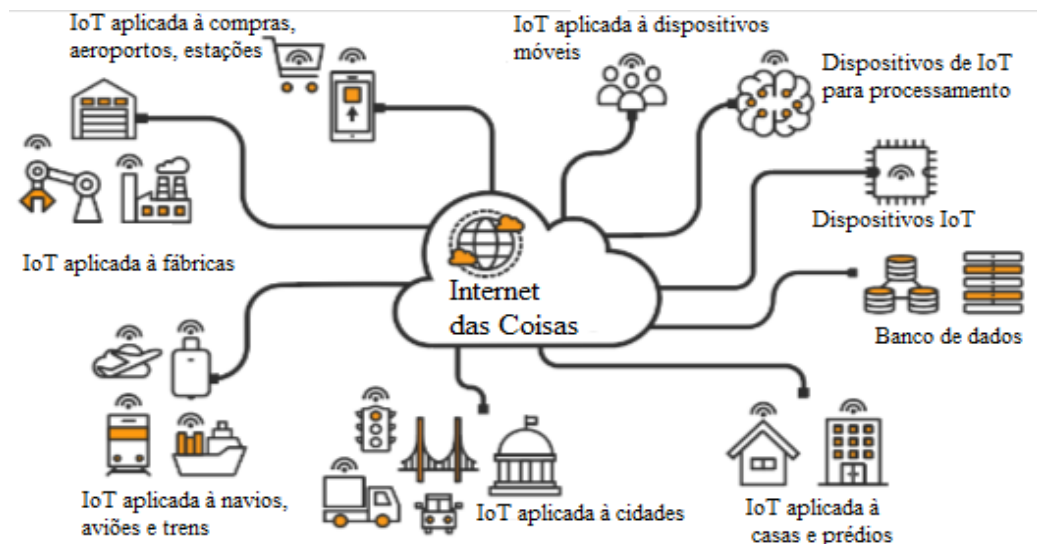 IoT aplicada à compras,
aeroportos, estações
IoT aplicada à dispositivos
móveis
Dispositivos de IoT
para processamento
Dispositivos IoT
IoT aplicada à fábricas
Internet
das Coisas
Banco de dados
IoT aplicada à navios,
aviões e trens
IoT aplicada à cidades
IoT aplicada à
casas e prédios